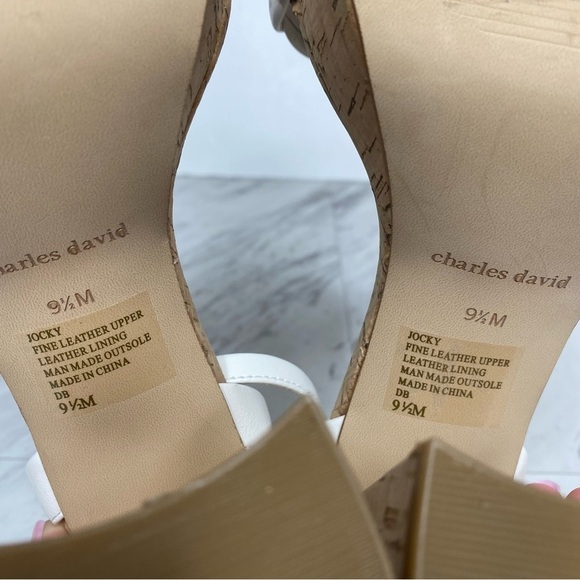 arles david
9½M
JOCKY
FINE LEATHER UPPER
LEATHER LINING
MAN MADE OUTSOLE
MADE IN CHINA
DB
9½M
charles david
9½M
JOCKY
FINE LEATHER UPPER
LEATHER LINING
MAN MADE OUTSOLE
MADE IN CHINA
DB
9½M